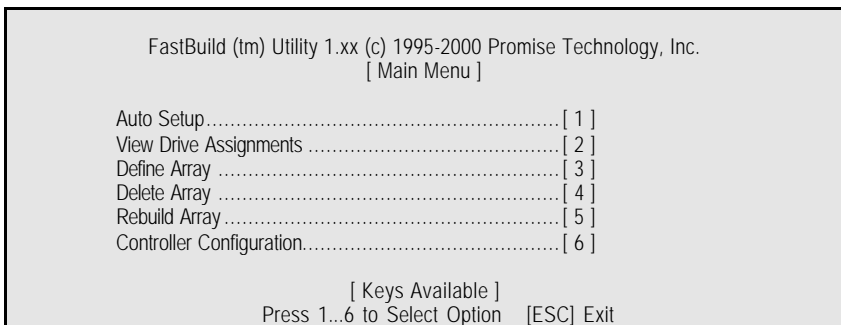 FastBuild (tm) Utility 1.xx (c) 1995-2000 Promise Technology, Inc.
[ Main Menu ]
Auto Setup...........................................................[ 1 ]
View Drive Assignments ..........................................[ 2 ]
Define Array .........................................................[ 3 ]
Delete Array .........................................................[ 4 ]
Rebuild Array ........................................................[ 5 ]
Controller Configuration...........................................[ 6 ]
[ Keys Available ]
Press 1...6 to Select Option [ESC] Exit